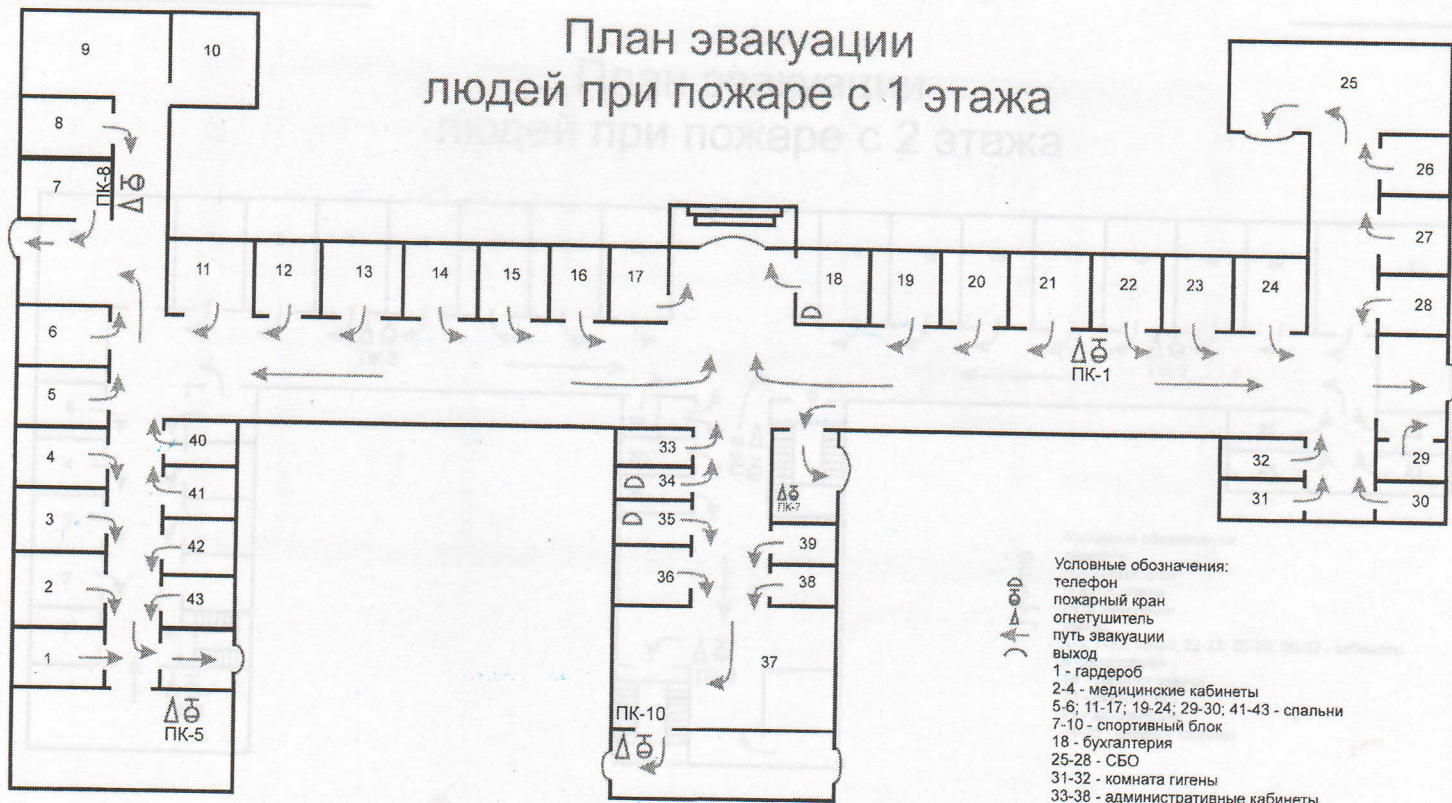 План эвакуации
людей при пожаре с 1 этажа
людей при пожаре с 2 этажа
9
10
25
8
7
ПК-8
26
27
28
11
12
13
14
15
16
17
18
19
20
21
22
23
24
6
5
4
3
2
1
ПК-1
40
41
42
43
ПК-5
33
34
35
36
37
ПК-7
39
38
ПК-10
32
31
29
30
Условные обозначения:
телефон
пожарный кран
огнетушитель
путь эвакуации
выход
1 - гардероб
2-4 - медицинские кабинеты
5-6; 11-17; 19-24; 29-30; 41-43 - спальни
7-10 - спортивный блок
18 - бухгалтерия
25-28 - СБО
31-32 - комната гигены
33-38 - административные кабинеты